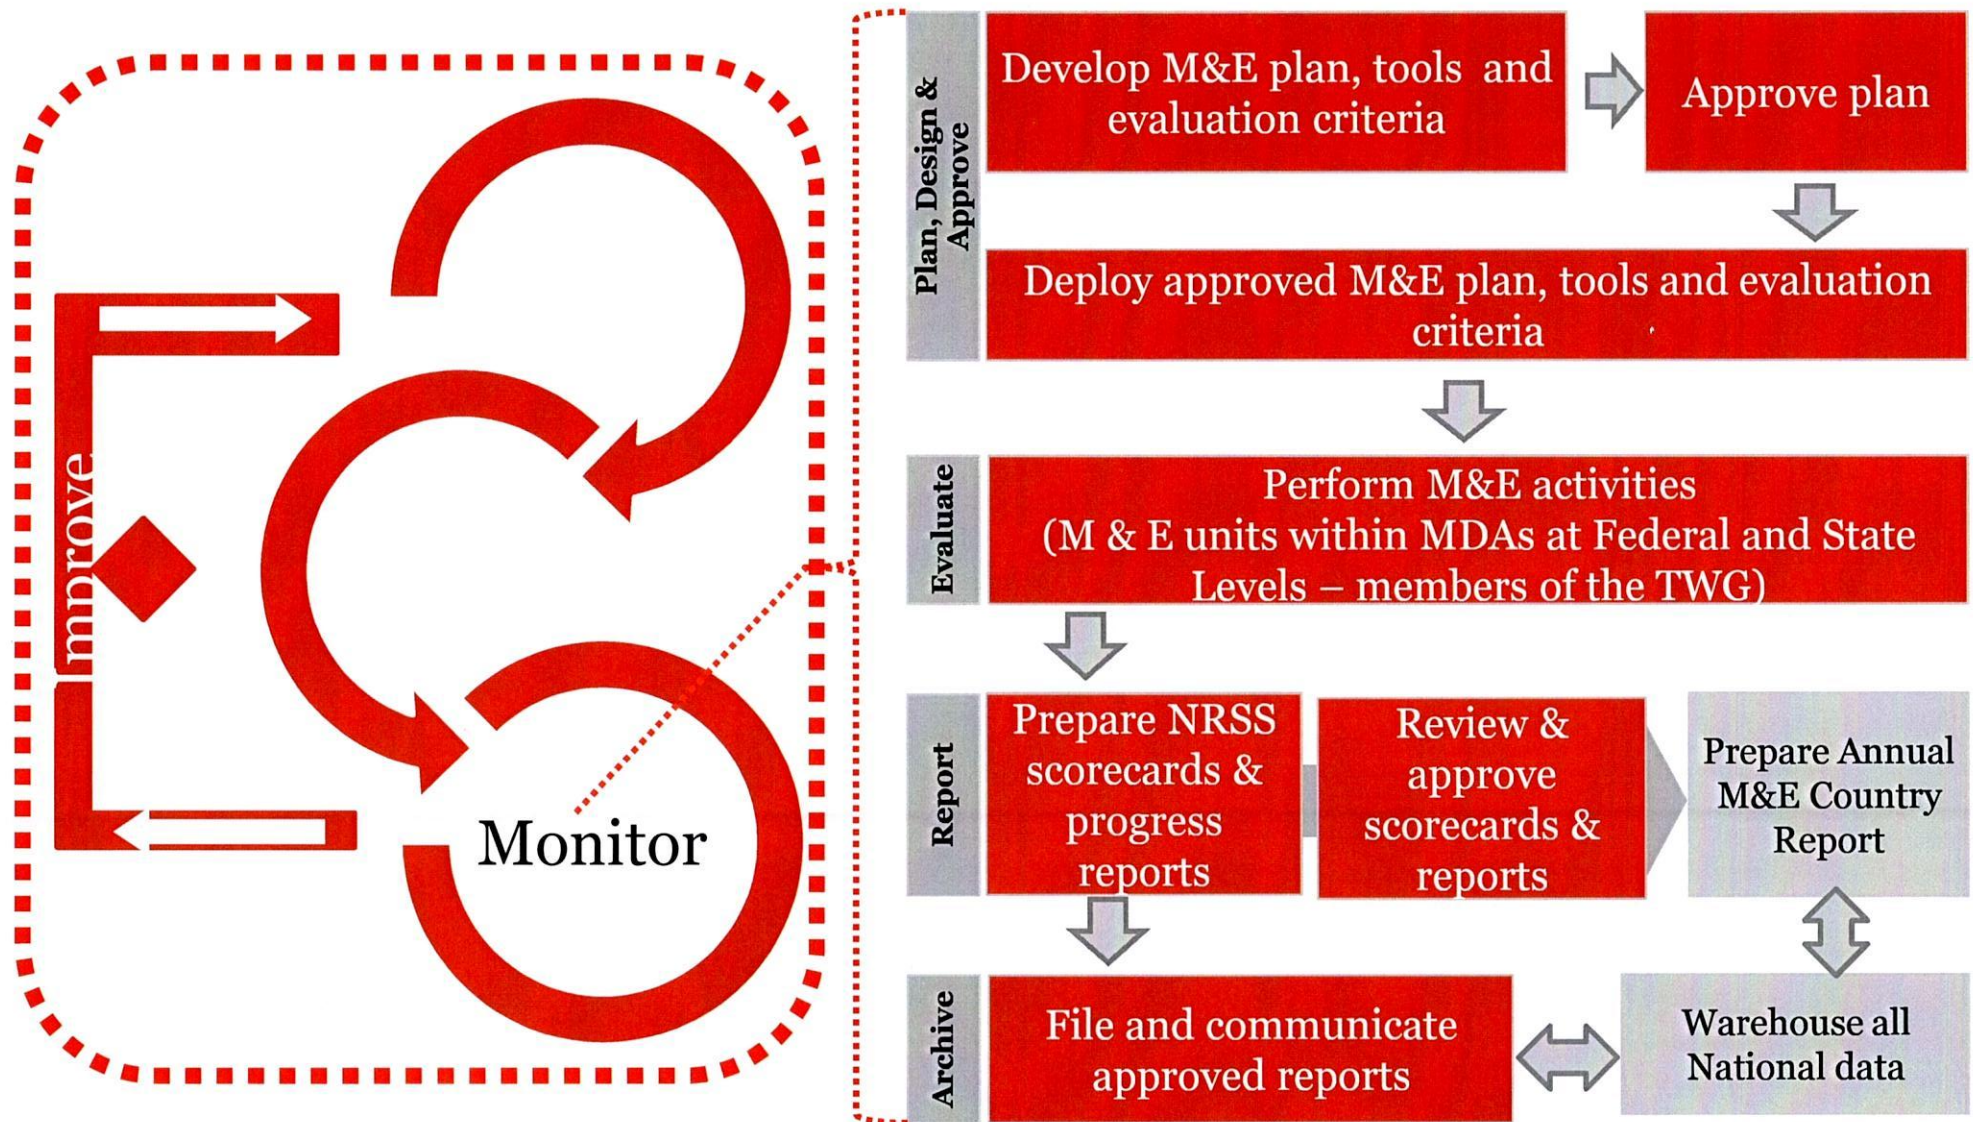 Improve
Monitor
Plan, Design &
Approve
Develop M&E plan, tools and
evaluation criteria
Approve plan
Deploy approved M&E plan, tools and evaluation
criteria
Evaluate
Perform M&E activities
(M & E units within MDAs at Federal and State
Levels – members of the TWG)
Report
Prepare NRSS
scorecards &
progress
reports
Review &
approve
scorecards &
reports
Prepare Annual
M&E Country
Report
Archive
File and communicate
approved reports
Warehouse all
National data